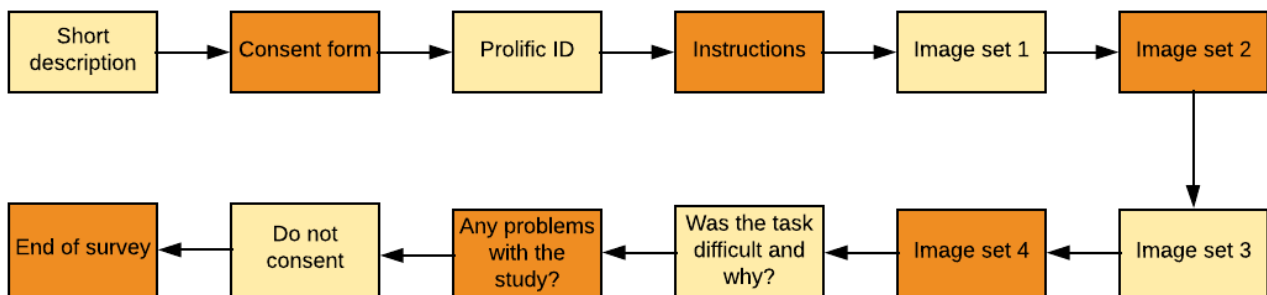 Short
description
Consent form
Prolific ID
Instructions
Image set 1
Image set 2
Image set 3
Image set 4
Was the task
difficult and
why?
Any problems
with the
study?
Do not
consent
End of survey